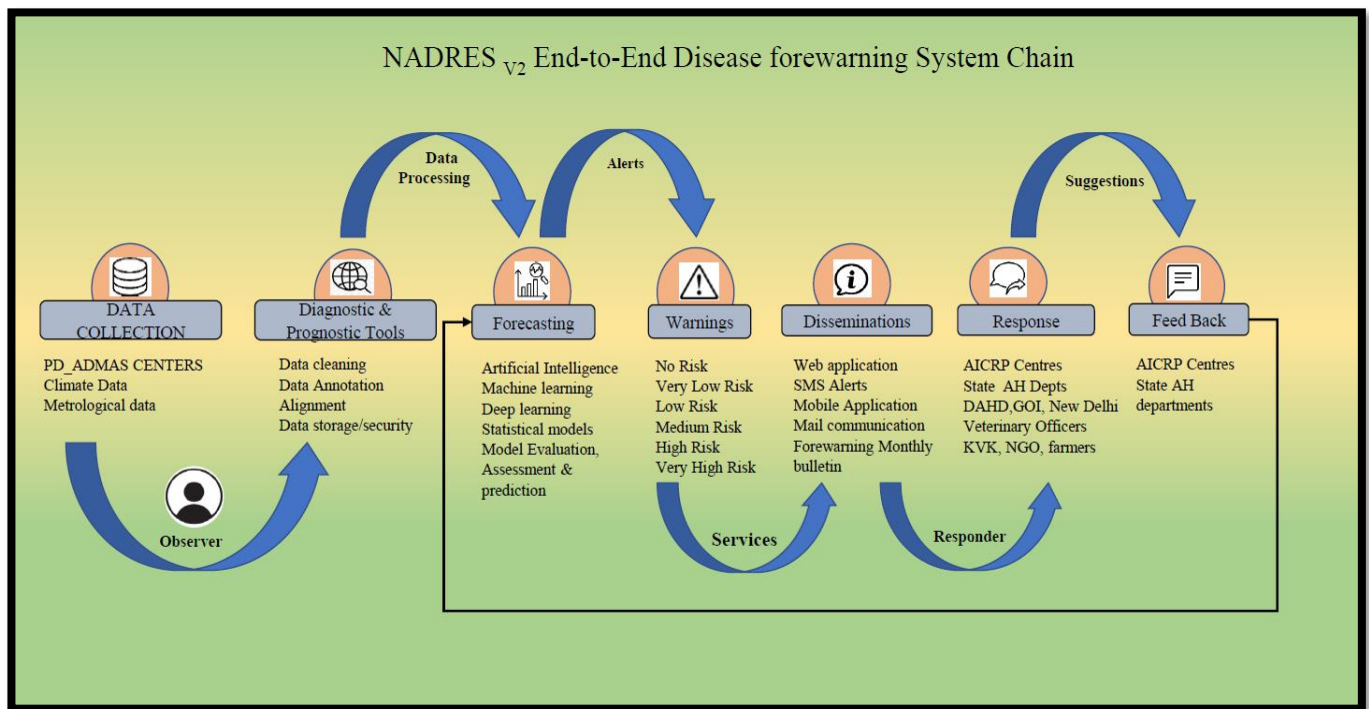 NADRES V2 End-to-End Disease forewarning System Chain
Data
Processing
Alerts
Suggestions
DATA
COLLECTION
PD_ADMAS CENTERS
Climate Data
Metrological data
Observer
Diagnostic &
Prognostic Tools
Data cleaning
Data Annotation
Alignment
Data storage/security
Forecasting
Artificial Intelligence
Machine learning
Deep learning
Statistical models
Model Evaluation,
Assessment &
prediction
Warnings
No Risk
Very Low Risk
Low Risk
Medium Risk
High Risk
Very High Risk
Services
Disseminations
Web application
SMS Alerts
Mobile Application
Mail communication
Forewarning Monthly
bulletin
Responder
Response
AICRP Centres
State AH Depts
DAHD,GOI, New Delhi
Veterinary Officers
KVK, NGO, farmers
Feed Back
AICRP Centres
State AH
departments